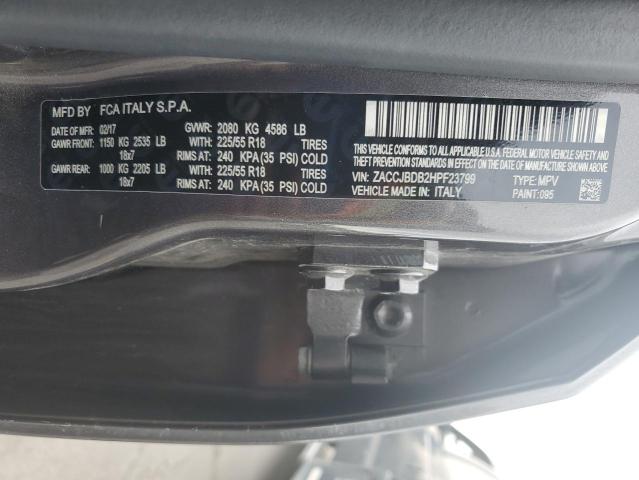 MFD BY FCA ITALY S.P.A.
DATE OF MFR: 02/17 GVWR: 2080 KG 4586 LB
GAWR FRONT: 1150 KG 2535 LB WITH: 225/55 R18 TIRES
18x7 RIMS AT: 240 KPA(35 PSI) COLD
GAWR REAR: 1000 KG 2205 LB WITH: 225/55 R18 TIRES
18x7 RIMS AT: 240 KPA(35 PSI) COLD
THIS VEHICLE CONFORMS TO ALL APPLICABLE U.S.A. FEDERAL MOTOR VEHICLE
SAFETY, BUMPER, AND THEFT PREVENTION STANDARDS
IN EFFECT ON THE DATE OF MANUFACTURE SHOWN ABOVE
VIN: ZACCJBDB2HPF23799 TYPE: MPV
VEHICLE MADE IN: ITALY PAINT: 095